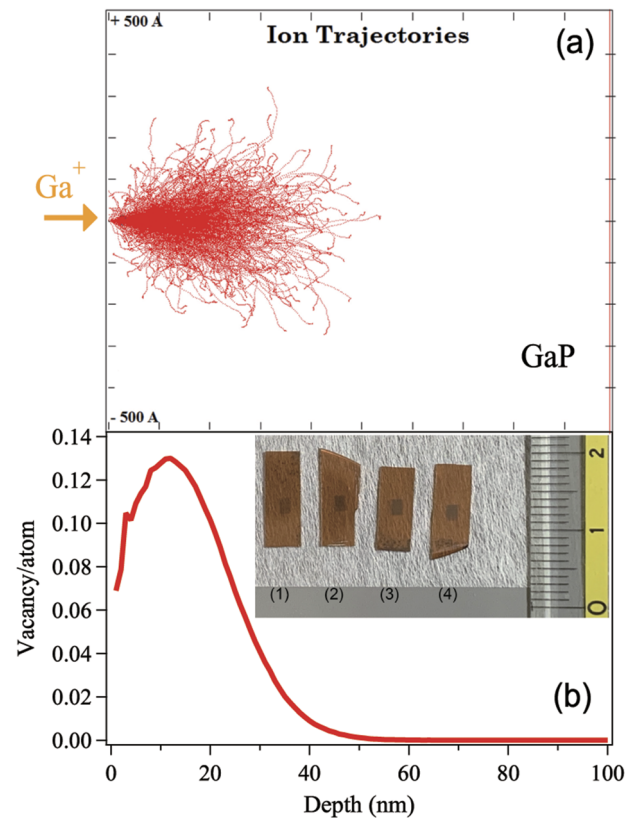 + 500 Å
Ion Trajectories
(a)
Ga+
GaP
- 500 Å
0.14
0.12
0.10
0.08
0.06
0.04
0.02
0.00
Vacancy/atom
(1) (2) (3) (4)
2
1
0
(b)
0 20 40 60 80 100
Depth (nm)